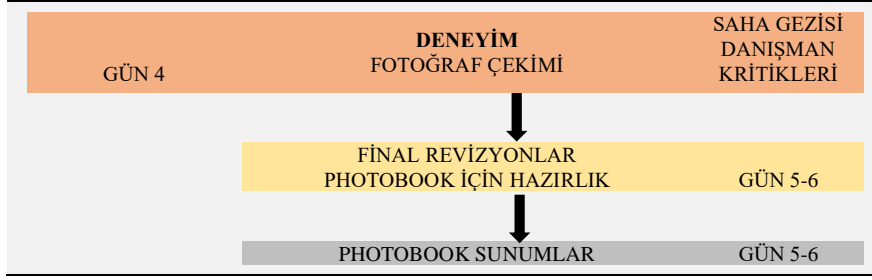 GÜN 4
DENEYİM
FOTOĞRAF ÇEKİMİ
SAHA GEZİSİ
DANIŞMAN
KRİTİKLERİ
FİNAL REVİZYONLAR
PHOTOBOOK İÇİN HAZIRLIK
GÜN 5-6
PHOTOBOOK SUNUMLAR
GÜN 5-6